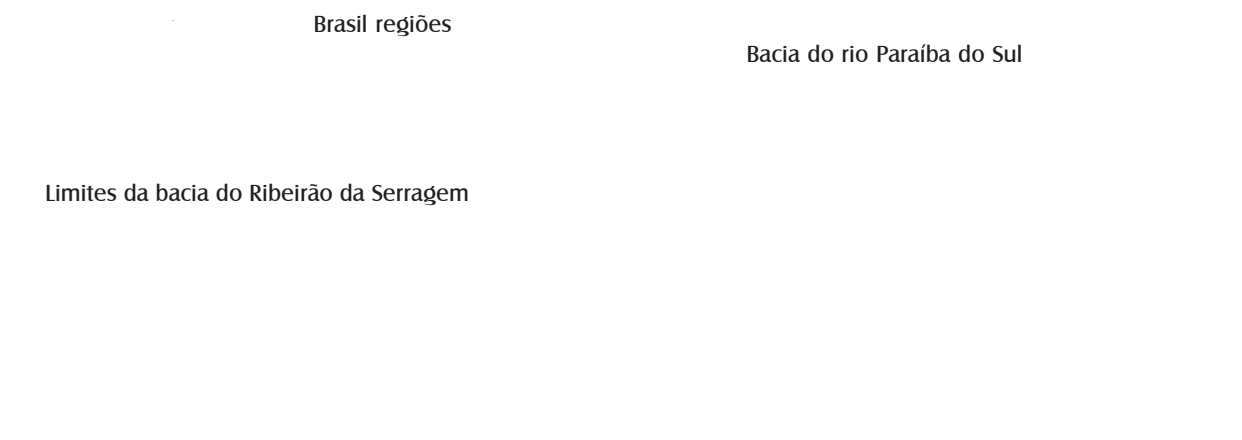 Brasil regiões
Bacia do rio Paraíba do Sul
Limites da bacia do Ribeirão da Serragem